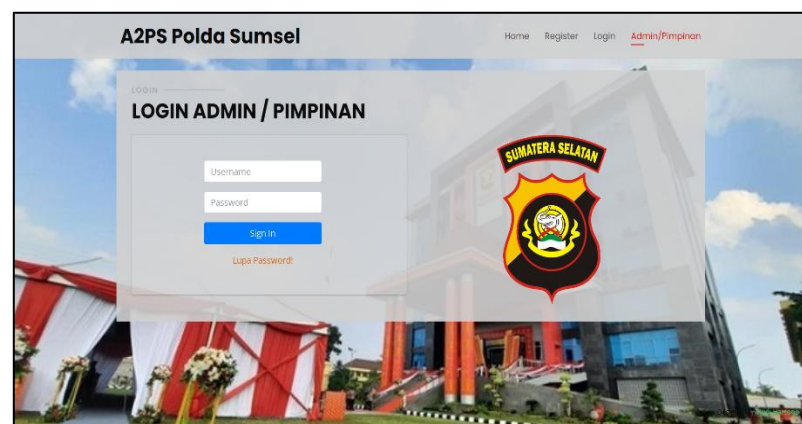 A2PS Polda Sumsel
Home Register Login Admin/Pimpinan
LOGIN
LOGIN ADMIN / PIMPINAN
Username
Password
Sign In
Lupa Password!
SUMATERA SELATAN